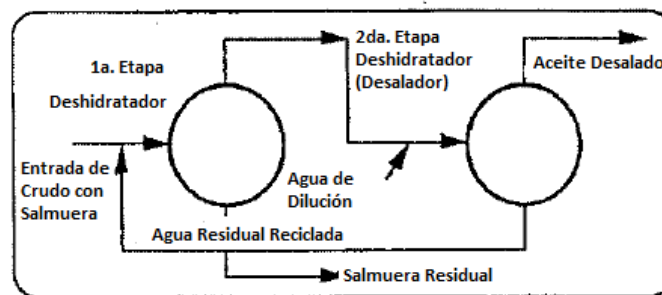 1a. Etapa
Deshidratador
2da. Etapa
Deshidratador
(Desalador)
Aceite Desalado
Entrada de
Crudo con
Salmuera
Agua de
Dilución
Agua Residual Reciclada
Salmuera Residual